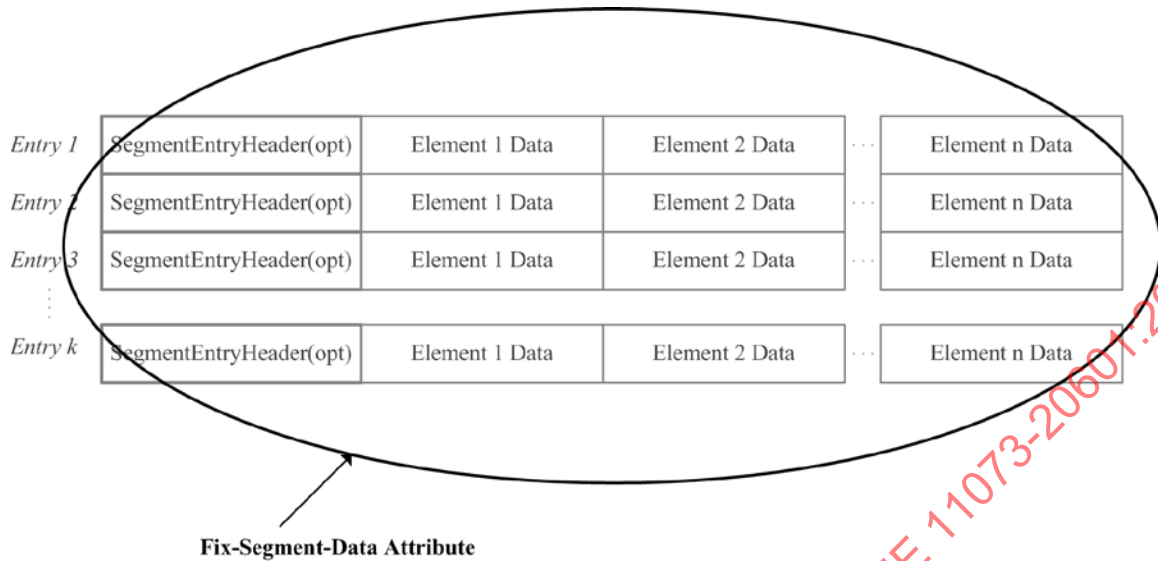 Entry 1 SegmentEntryHeader(opt) Element 1 Data Element 2 Data ... Element n Data
Entry 2 SegmentEntryHeader(opt) Element 1 Data Element 2 Data ... Element n Data
Entry 3 SegmentEntryHeader(opt) Element 1 Data Element 2 Data ... Element n Data
Entry k SegmentEntryHeader(opt) Element 1 Data Element 2 Data ... Element n Data
Fix-Segment-Data Attribute
11073-20601: